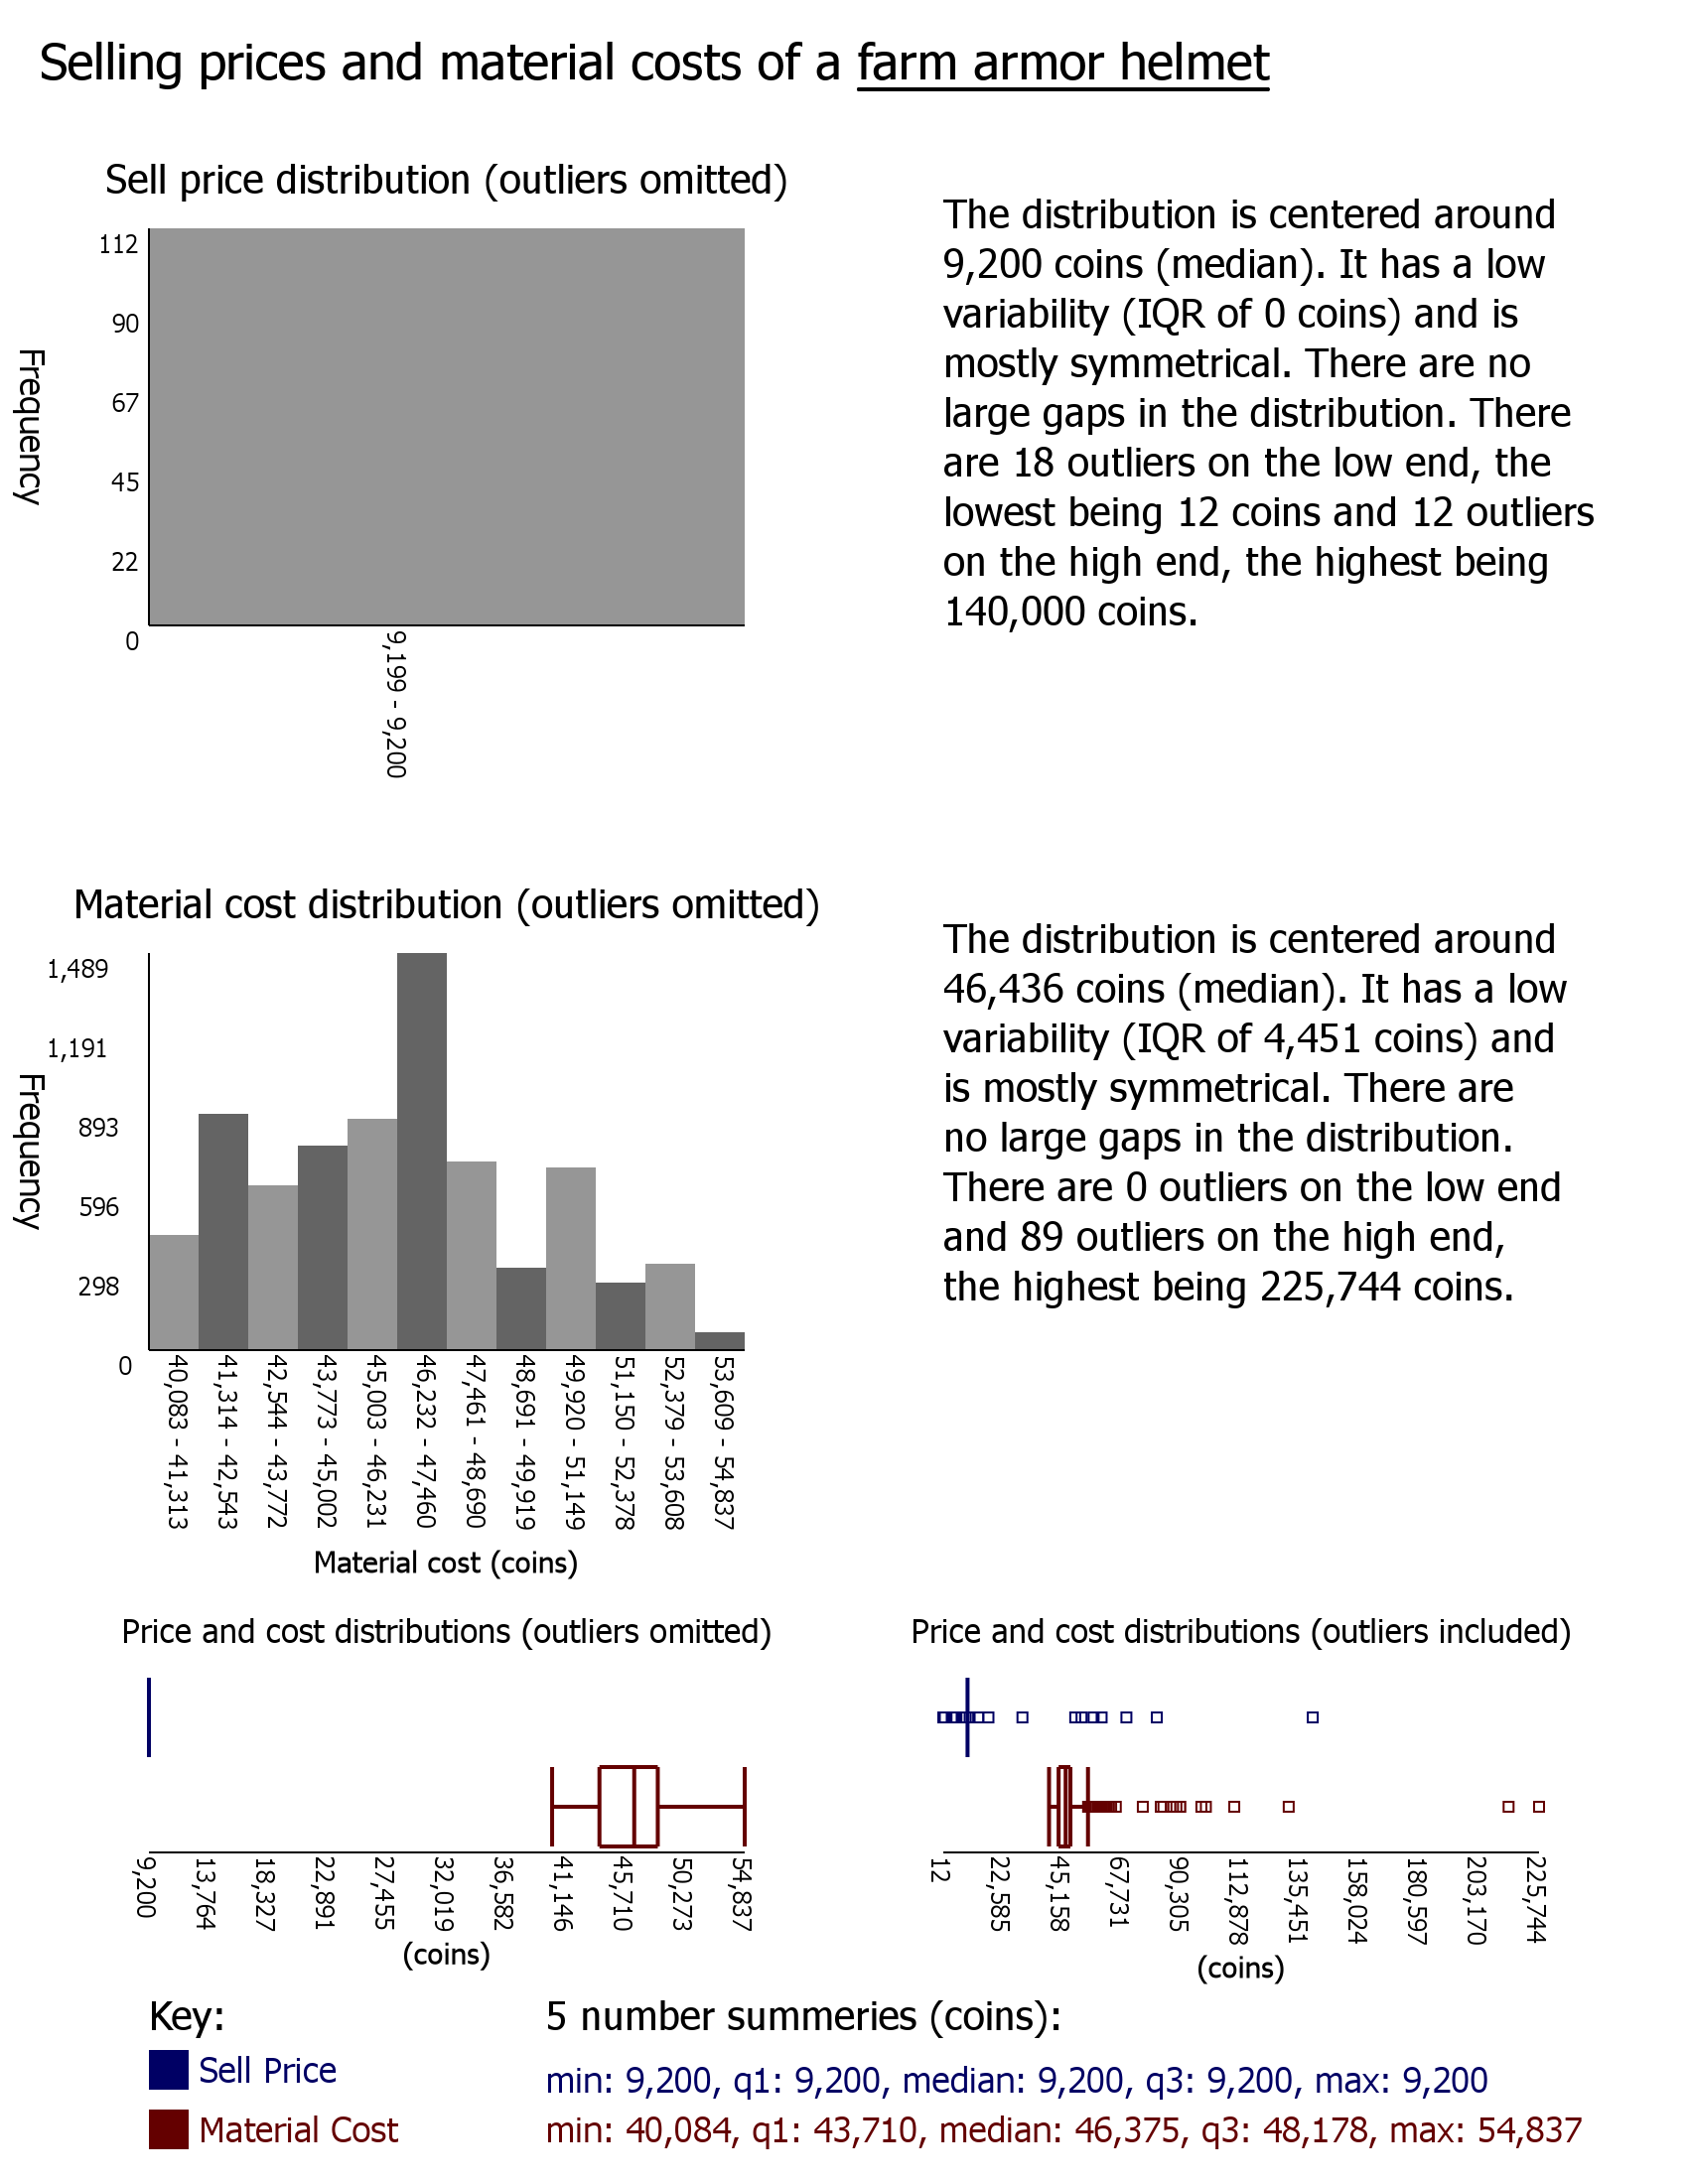 Selling prices and material costs of a farm armor helmet
Sell price distribution (outliers omitted)
112
90
67
45
22
0
Frequency
9,199 - 9,200
The distribution is centered around
9,200 coins (median). It has a low
variability (IQR of 0 coins) and is
mostly symmetrical. There are no
large gaps in the distribution. There
are 18 outliers on the low end, the
lowest being 12 coins and 12 outliers
on the high end, the highest being
140,000 coins.
Material cost distribution (outliers omitted)
1,489
1,191
893
596
298
0
Frequency
40,083 - 41,313
41,314 - 42,543
42,544 - 43,772
43,773 - 45,002
45,003 - 46,231
46,232 - 47,460
47,461 - 48,690
48,691 - 49,919
49,920 - 51,149
51,150 - 52,378
52,379 - 53,608
53,609 - 54,837
Material cost (coins)
The distribution is centered around
46,436 coins (median). It has a low
variability (IQR of 4,451 coins) and
is mostly symmetrical. There are
no large gaps in the distribution.
There are 0 outliers on the low end
and 89 outliers on the high end,
the highest being 225,744 coins.
Price and cost distributions (outliers omitted)
9,200
13,764
18,327
22,891
27,455
32,019
36,582
41,146
45,710
50,273
54,837
(coins)
Price and cost distributions (outliers included)
12
22,585
45,158
67,731
90,305
112,878
135,451
158,024
180,597
203,170
225,744
(coins)
Key:
Sell Price
Material Cost
5 number summeries (coins):
min: 9,200, q1: 9,200, median: 9,200, q3: 9,200, max: 9,200
min: 40,084, q1: 43,710, median: 46,375, q3: 48,178, max: 54,837